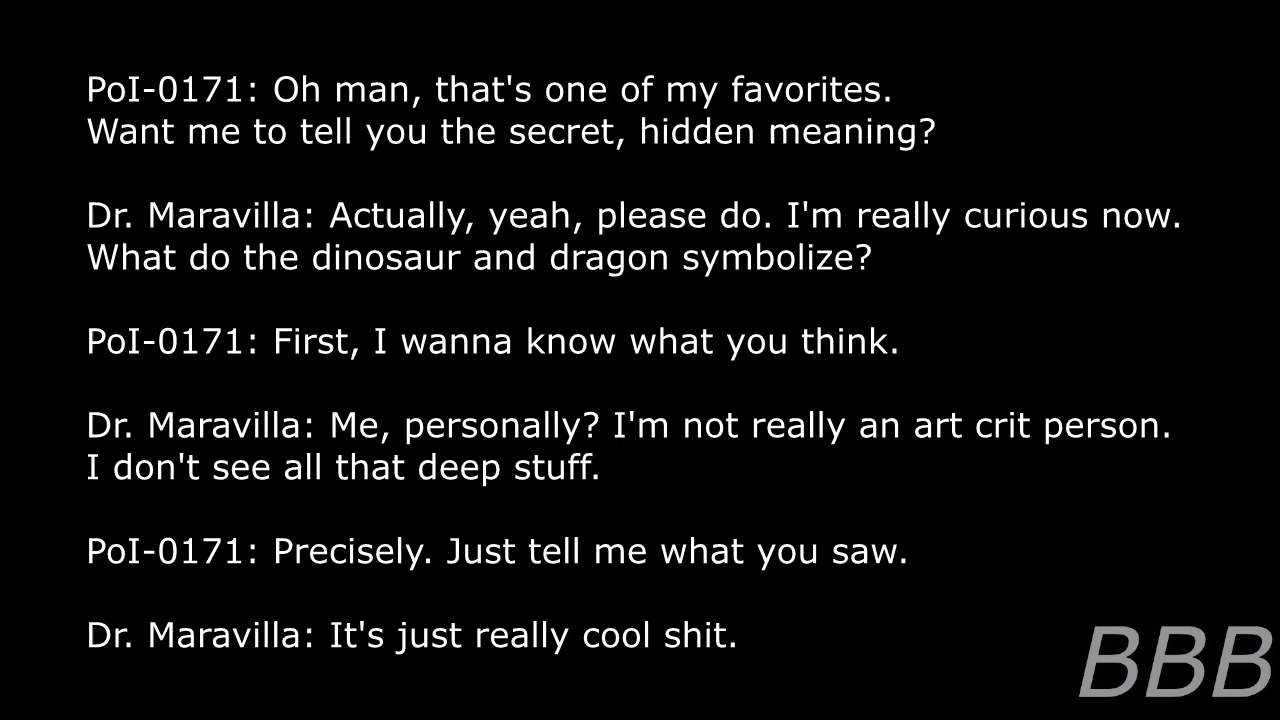 PoI-0171: Oh man, that's one of my favorites.
Want me to tell you the secret, hidden meaning?
Dr. Maravilla: Actually, yeah, please do. I'm really curious now.
What do the dinosaur and dragon symbolize?
PoI-0171: First, I wanna know what you think.
Dr. Maravilla: Me, personally? I'm not really an art crit person.
I don't see all that deep stuff.
PoI-0171: Precisely. Just tell me what you saw.
Dr. Maravilla: It's just really cool shit.
BBB